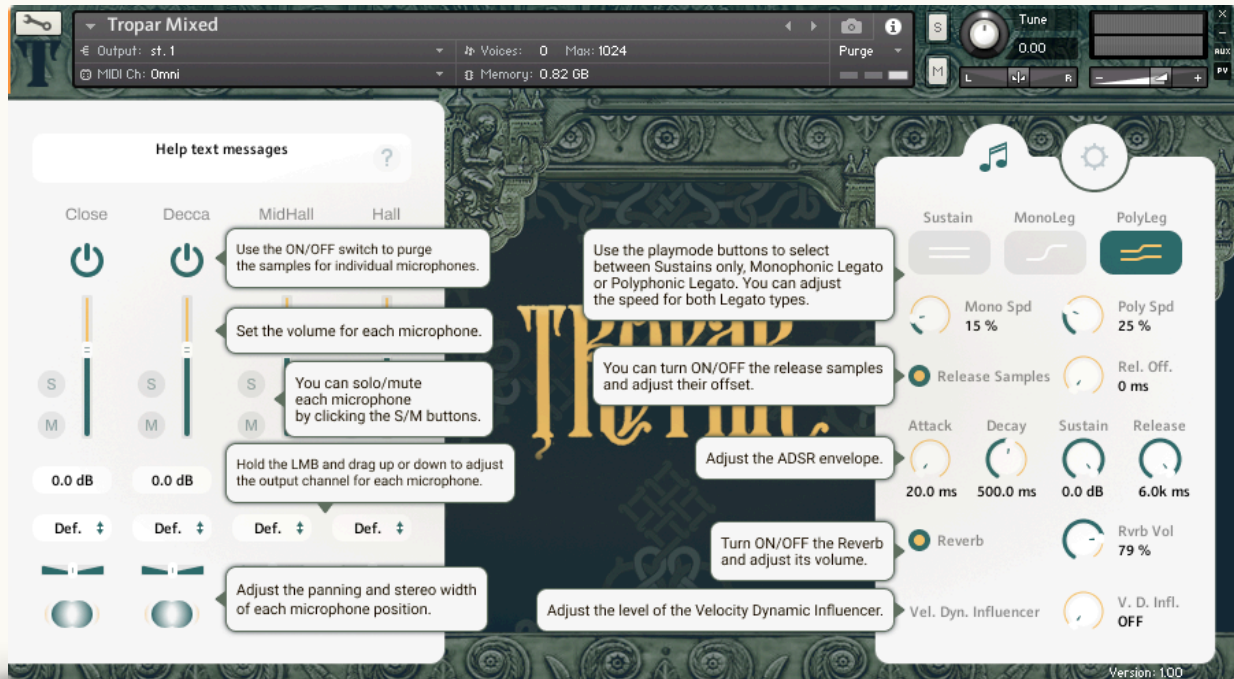 Tropar Mixed
Output: st. 1
Voices: 0 Max: 1024
Purge
MIDI Ch: Omni
Memory: 0.82 GB
S
M
Tune
0.00
L
R
-
+
×
-
AUX
PV
T
Help text messages
?
Close
Decca
MidHall
Hall
Use the ON/OFF switch to purge
the samples for individual microphones.
Set the volume for each microphone.
You can solo/mute
each microphone
by clicking the S/M buttons.
S
S
S
M
M
M
Hold the LMB and drag up or down to adjust
the output channel for each microphone.
0.0 dB
0.0 dB
Def.
Def.
Def.
Def.
Adjust the panning and stereo width
of each microphone position.
TROPAR
Sustain
MonoLeg
PolyLeg
Use the playmode buttons to select
between Sustains only, Monophonic Legato
or Polyphonic Legato. You can adjust
the speed for both Legato types.
Mono Spd
15 %
Poly Spd
25 %
You can turn ON/OFF the release samples
and adjust their offset.
Release Samples
Rel. Off.
0 ms
Attack
Decay
Sustain
Release
Adjust the ADSR envelope.
20.0 ms
500.0 ms
0.0 dB
6.0k ms
Turn ON/OFF the Reverb
and adjust its volume.
Reverb
Rvrb Vol
79 %
Adjust the level of the Velocity Dynamic Influencer.
Vel. Dyn. Influencer
V. D. Infl.
OFF
Version: 1.00